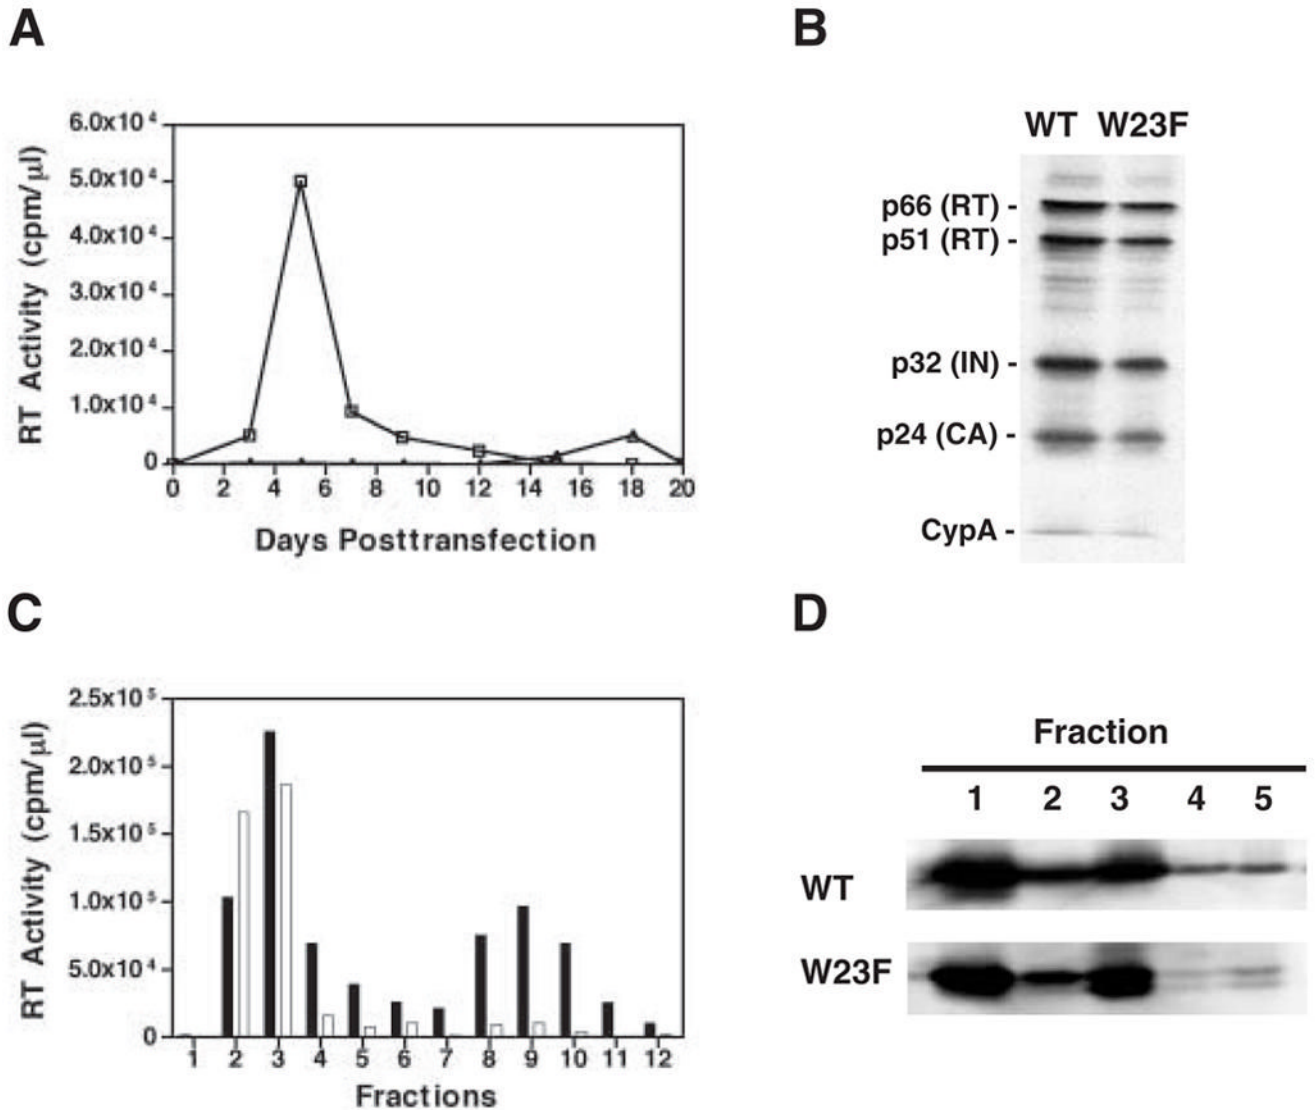 A
RT Activity (cpm/µl)
6.0x10⁴
5.0x10⁴
4.0x10⁴
3.0x10⁴
2.0x10⁴
1.0x10⁴
0
0 2 4 6 8 10 12 14 16 18 20
Days Posttransfection
B
WT W23F
p66 (RT) -
p51 (RT) -
p32 (IN) -
p24 (CA) -
CypA -
C
RT Activity (cpm/µl)
2.5x10⁵
2.0x10⁵
1.5x10⁵
1.0x10⁵
5.0x10⁴
0
1 2 3 4 5 6 7 8 9 10 11 12
Fractions
D
Fraction
1 2 3 4 5
WT
W23F